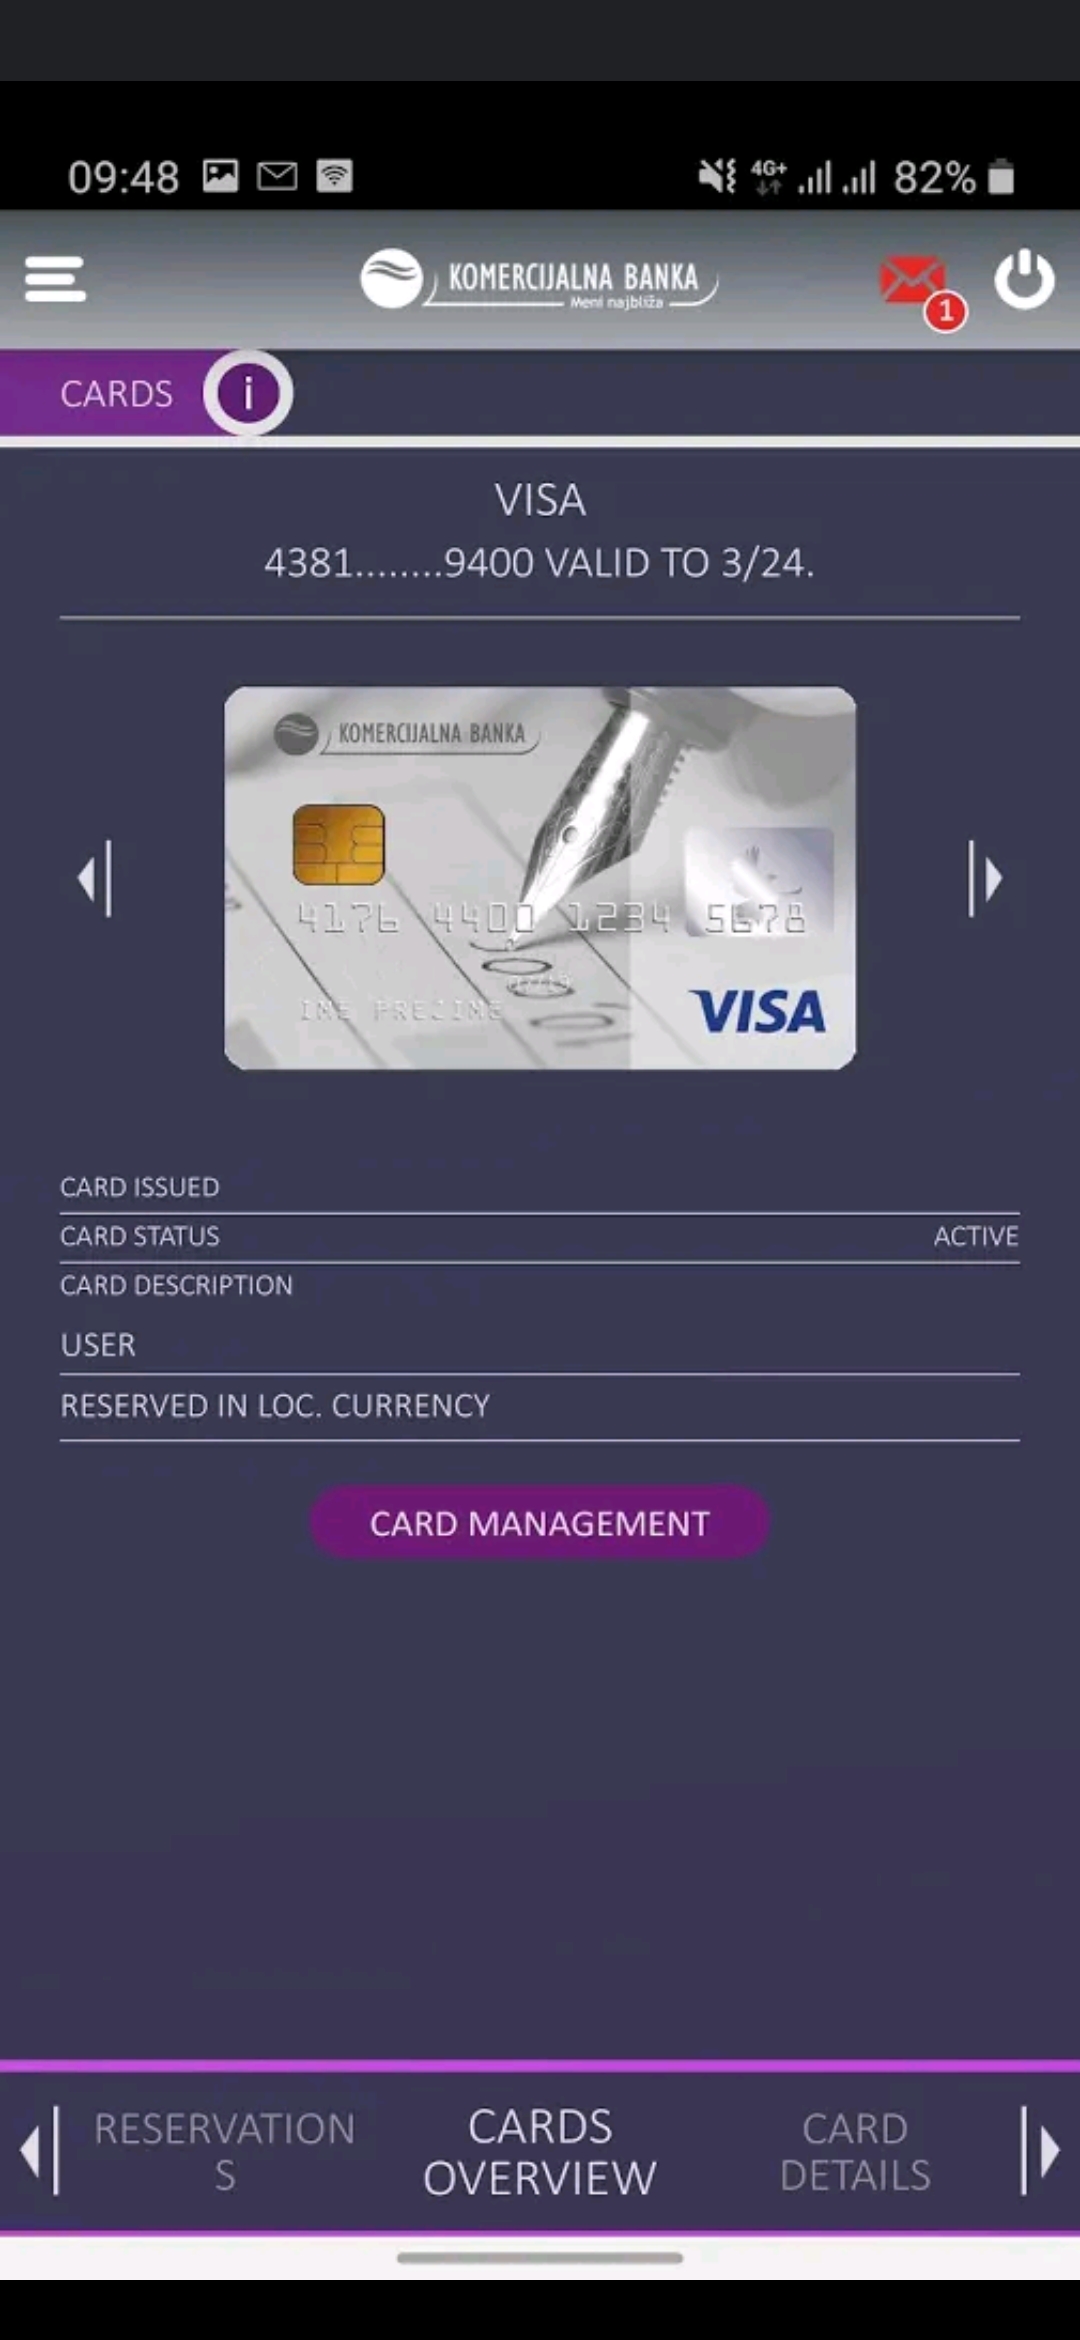 09:48
4G+
82%
KOMERCIJALNA BANKA
Meni najbliža
1
CARDS
i
VISA
4381........9400 VALID TO 3/24.
KOMERCIJALNA BANKA
4176 4400 1234 5678
IME PREZIME
VISA
CARD ISSUED
CARD STATUS ACTIVE
CARD DESCRIPTION
USER
RESERVED IN LOC. CURRENCY
CARD MANAGEMENT
RESERVATION
S
CARDS
OVERVIEW
CARD
DETAILS